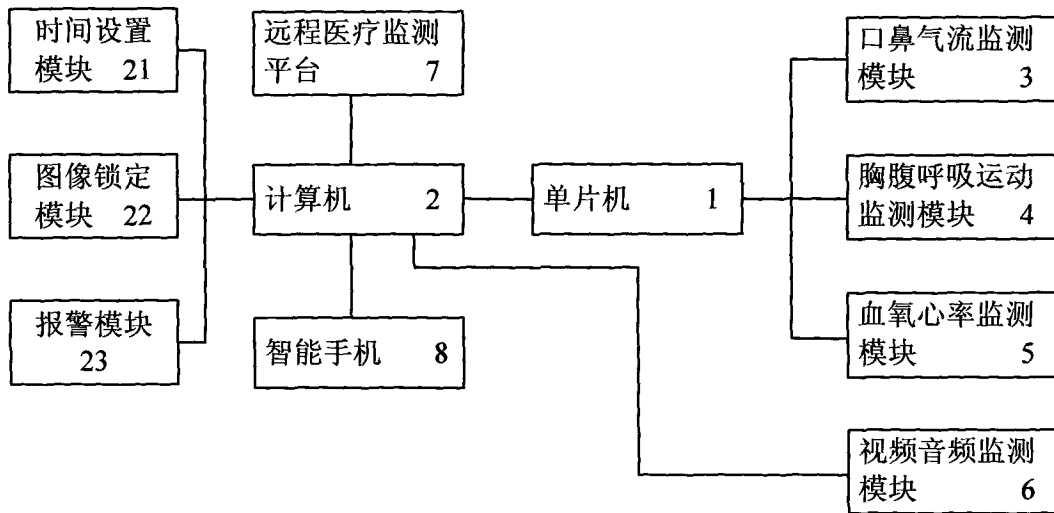 时间设置
模块 21
远程医疗监测
平台 7
口鼻气流监测
模块 3
图像锁定
模块 22
计算机 2
单片机 1
胸腹呼吸运动
监测模块 4
报警模块
23
智能手机 8
血氧心率监测
模块 5
视频音频监测
模块 6